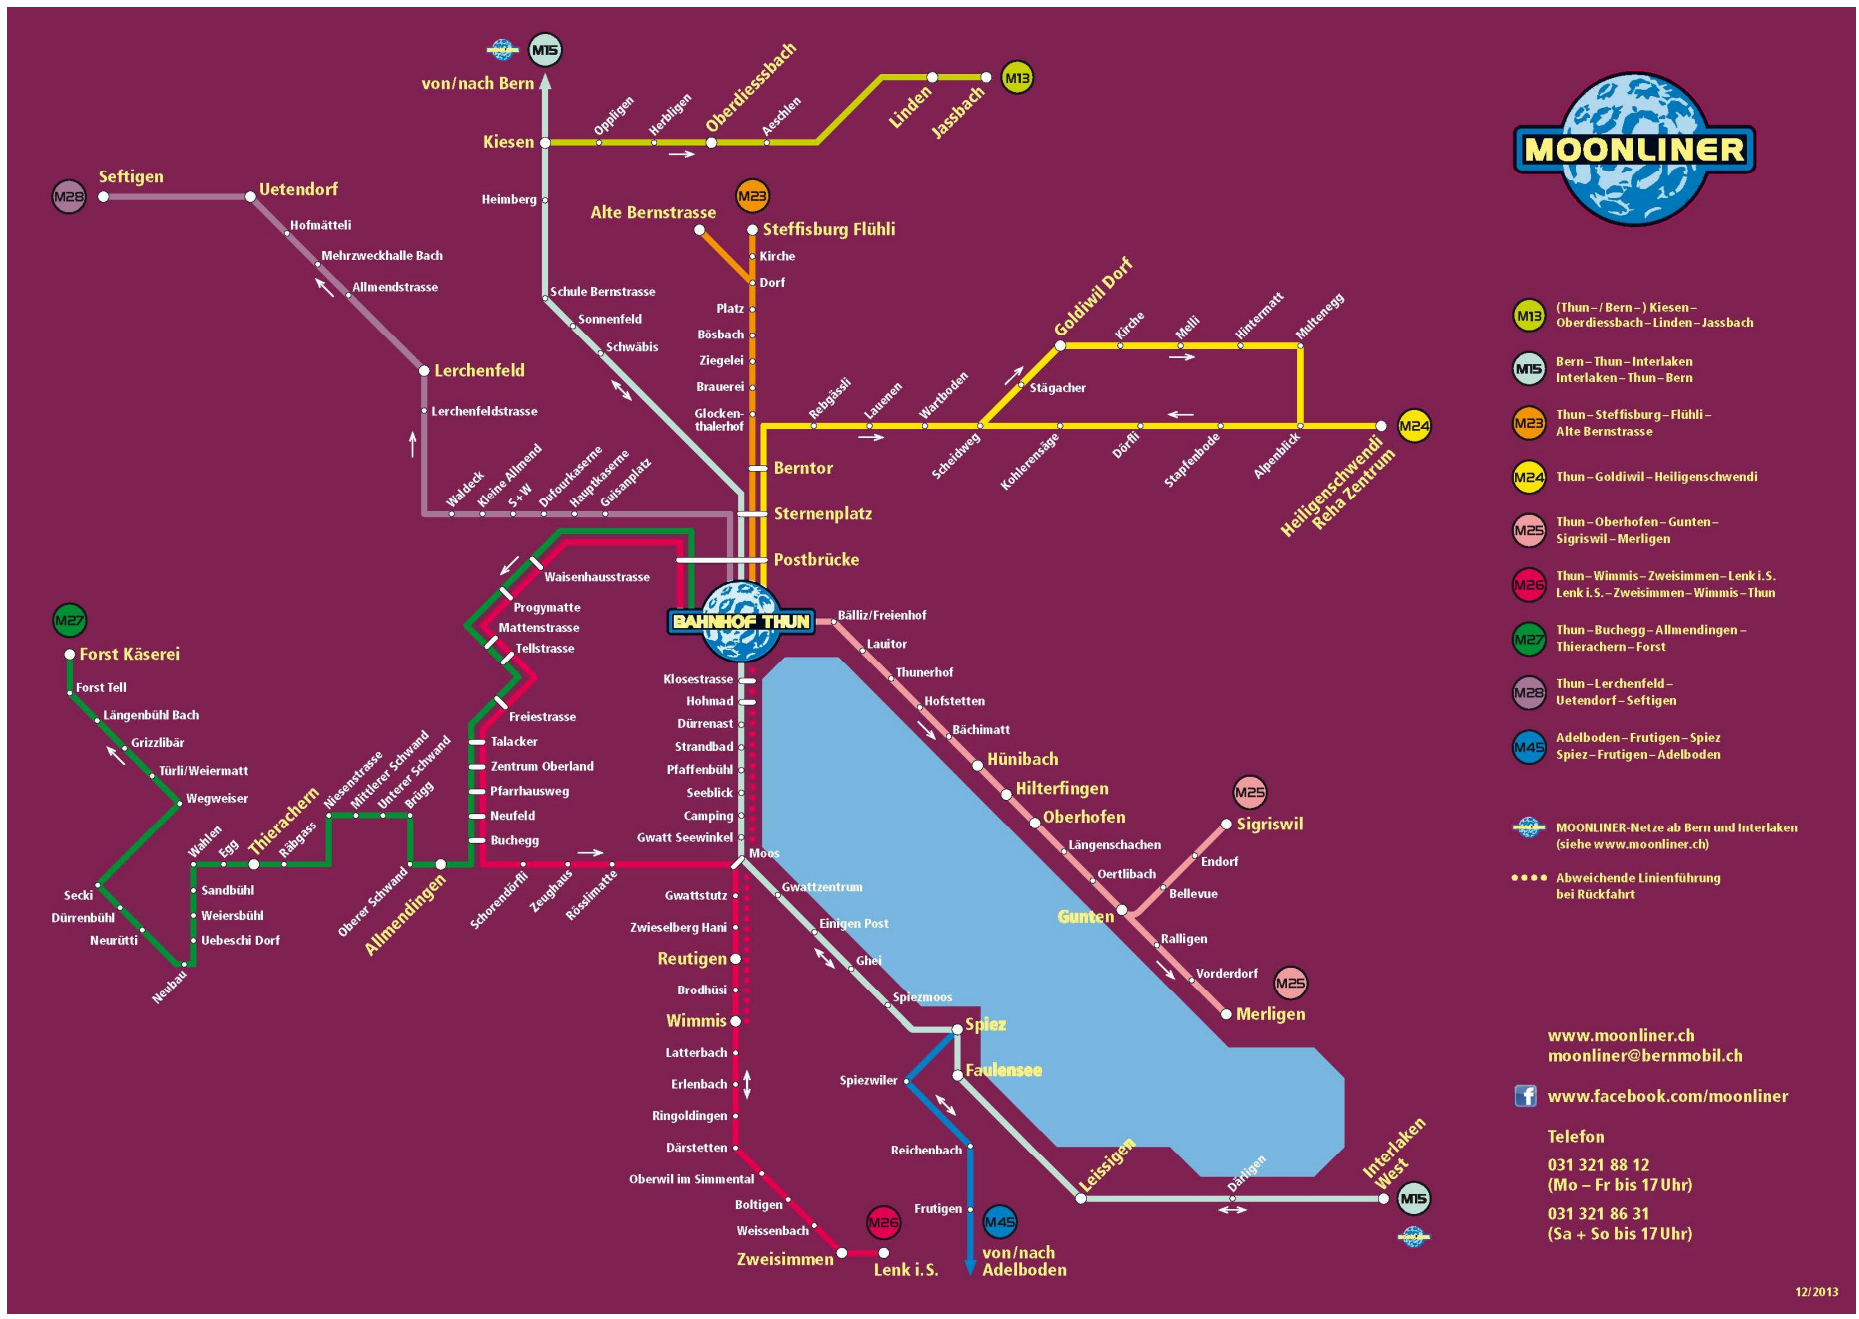 M15
von/nach Bern
Kiesen
Oppligen
Herbligen
Oberdiesssbach
Aeschlen
Linden
Jassbach
M13
Heimberg
Schule Bernstrasse
Sonnenfeld
Schwäbis
M28
Seftigen
Uetendorf
Hofmätteli
Mehrzweckhalle Bach
Allmendstrasse
Lerchenfeld
Lerchenfeldstrasse
Waldeck
Kleine Allmend
S+W
Dufourkaserne
Hauptkaserne
Guisanplatz
M23
Alte Bernstrasse
Steffisburg Flühli
Kirche
Dorf
Platz
Bösbach
Ziegelei
Brauerei
Glocken-
thalerhof
Berntor
Sternenplatz
Postbrücke
Rebgässli
Lauenen
Wartboden
Scheidweg
Stägacher
Goldiwil Dorf
Kirche
Melli
Hintermatt
Multenegg
Kohlerensäge
Dörfli
Stapfenbode
Alpenblick
Heiligenschwendi
Reha Zentrum
M24
BAHNHOF THUN
Waisenhausstrasse
Progymatte
Mattenstrasse
Tellstrasse
Freiestrasse
Talacker
Zentrum Oberland
Pfarrhausweg
Neufeld
Buchegg
M27
Forst Käserei
Forst Tell
Längenbühl Bach
Grizzlibär
Türli/Weiermatt
Wegweiser
Secki
Dürrenbühl
Neurütti
Neubau
Uebeschi Dorf
Weiersbühl
Sandbühl
Wahlen
Egg
Thierachern
Räbgass
Niesenstrasse
Mittlerer Schwand
Unterer Schwand
Brügg
Oberer Schwand
Allmendingen
Schorendörfli
Zeughaus
Rösslimatte
Klosestrasse
Hohmad
Dürrenast
Strandbad
Pfaffenbühl
Seeblick
Camping
Gwatt Seewinkel
Moos
Gwattstutz
Zwieselberg Hani
Reutigen
Brodhüsi
Wimmis
Latterbach
Erlenbach
Ringoldingen
Därstetten
Oberwil im Simmental
Boltigen
Weissenbach
Zweisimmen
M26
Lenk i.S.
Gwattzentrum
Einigen Post
Ghei
Spiezmoos
Spiez
Faulensee
Spiezwiler
Reichenbach
Frutigen
M45
von/nach
Adelboden
Leissigen
Därligen
Interlaken
West
M15
Bälliz/Freienhof
Lauitor
Thunerhof
Hofstetten
Bächimatt
Hünibach
Hilterfingen
Oberhofen
Längenschachen
Oertlibach
Gunten
Bellevue
Endorf
Sigriswil
M25
Ralligen
Vorderdorf
Merligen
M25
MOONLINER
M13 (Thun–/Bern–) Kiesen–
Oberdiessbach–Linden–Jassbach
M15 Bern–Thun–Interlaken
Interlaken–Thun–Bern
M23 Thun–Steffisburg–Flühli–
Alte Bernstrasse
M24 Thun–Goldiwil–Heiligenschwendi
M25 Thun–Oberhofen–Gunten–
Sigriswil–Merligen
M26 Thun–Wimmis–Zweisimmen–Lenk i.S.
Lenk i.S.–Zweisimmen–Wimmis–Thun
M27 Thun–Buchegg–Allmendingen–
Thierachern–Forst
M28 Thun–Lerchenfeld–
Uetendorf–Seftigen
M45 Adelboden–Frutigen–Spiez
Spiez–Frutigen–Adelboden
MOONLINER-Netze ab Bern und Interlaken
(siehe www.moonliner.ch)
Abweichende Linienführung
bei Rückfahrt
www.moonliner.ch
moonliner@bernmobil.ch
f www.facebook.com/moonliner
Telefon
031 321 88 12
(Mo – Fr bis 17 Uhr)
031 321 86 31
(Sa + So bis 17 Uhr)
12/2013